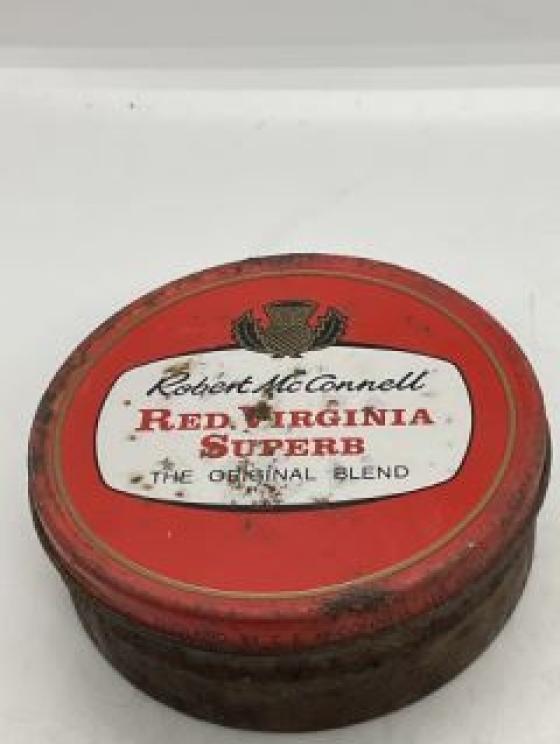 Robert McConnell
RED VIRGINIA
SUPERB
THE ORIGINAL BLEND